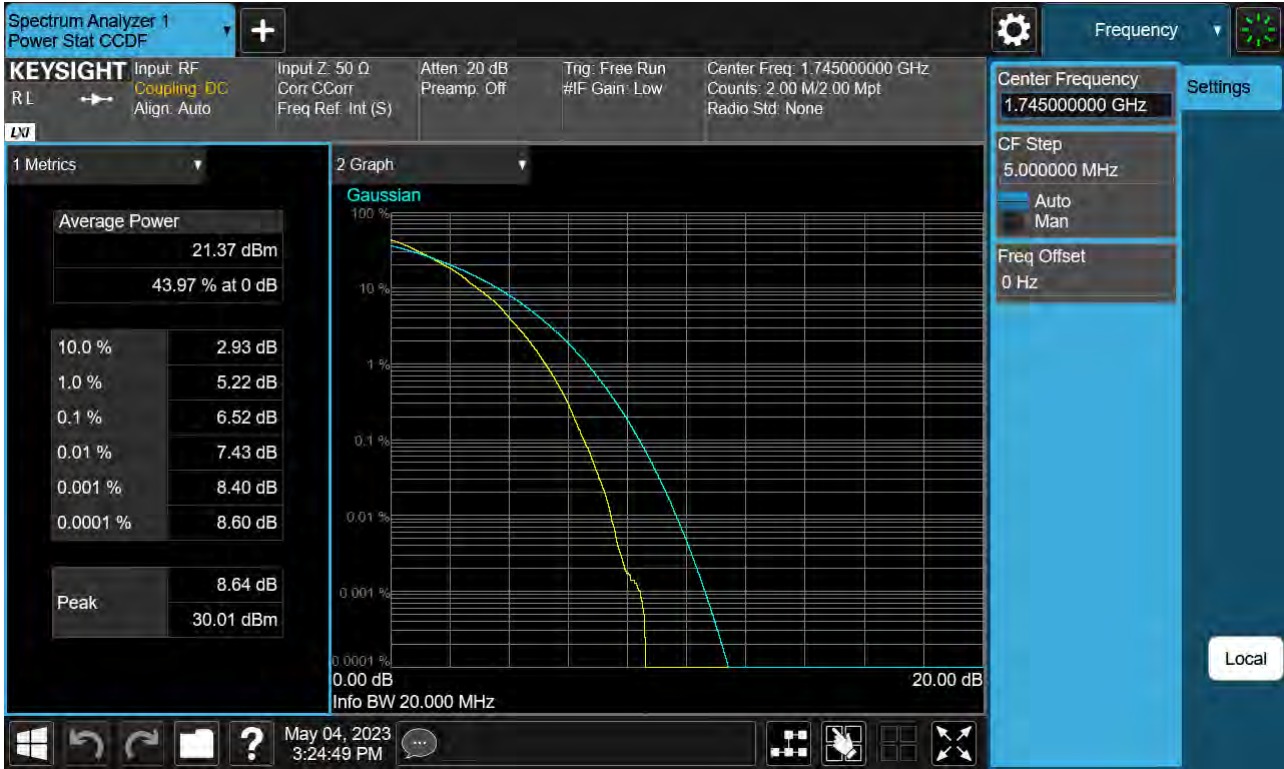 Spectrum Analyzer 1
Power Stat CCDF
+
Frequency
KEYSIGHT
R L
LXI
Input: RF
Coupling: DC
Align: Auto
Input Z: 50 Ω
Corr CCorr
Freq Ref: Int (S)
Atten: 20 dB
Preamp: Off
Trig: Free Run
#IF Gain: Low
Center Freq: 1.745000000 GHz
Counts: 2.00 M/2.00 Mpt
Radio Std: None
Center Frequency
1.745000000 GHz
Settings
CF Step
5.000000 MHz
Auto
Man
Freq Offset
0 Hz
Local
1 Metrics
Average Power
21.37 dBm
43.97 % at 0 dB
10.0 % 2.93 dB
1.0 % 5.22 dB
0.1 % 6.52 dB
0.01 % 7.43 dB
0.001 % 8.40 dB
0.0001 % 8.60 dB
Peak
8.64 dB
30.01 dBm
2 Graph
Gaussian
100 %
10 %
1 %
0.1 %
0.01 %
0.001 %
0.0001 %
0.00 dB 20.00 dB
Info BW 20.000 MHz
?
May 04, 2023
3:24:49 PM